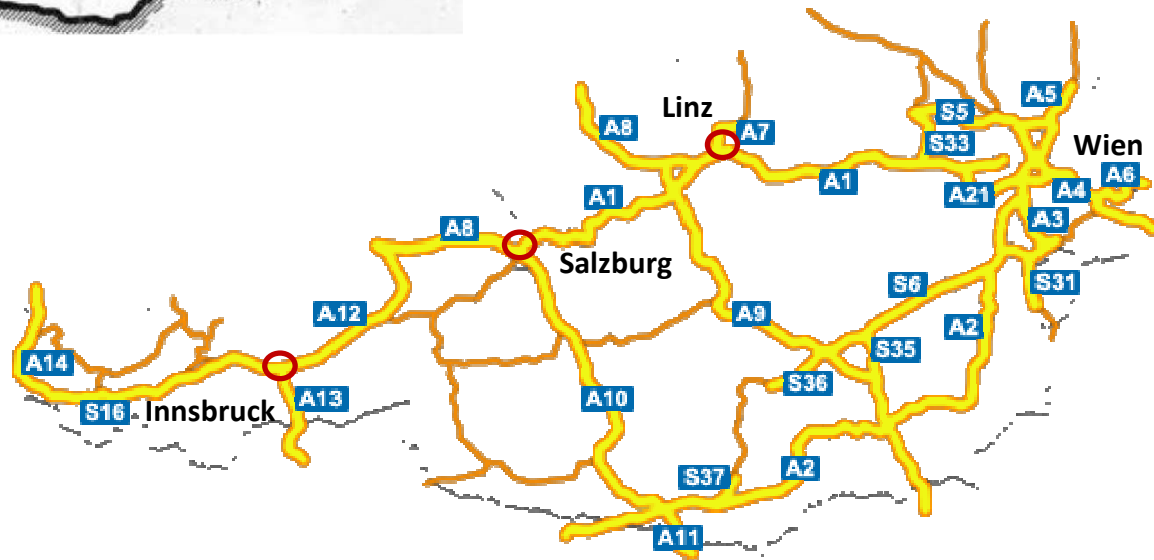 A5
Linz
S5
A8
A7
S33
Wien
A1
A6
A1
A21
A4
A8
A3
Salzburg
S6
S31
A12
A9
A2
S35
A14
S36
S16
Innsbruck
A13
A10
S37
A2
A11